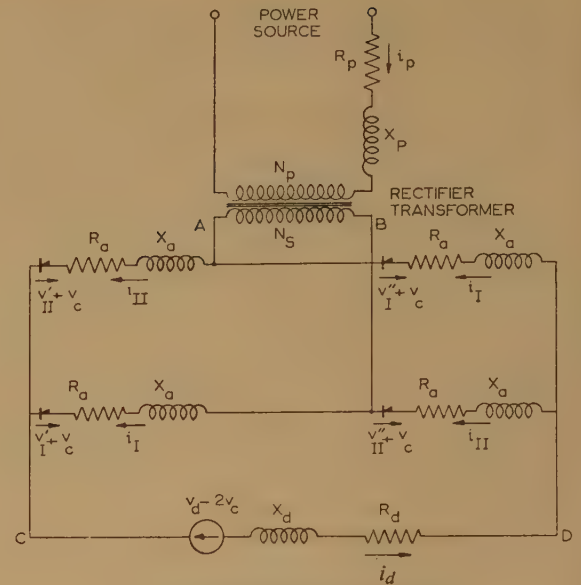 POWER
SOURCE
R_p
i_p
X_p
N_p
RECTIFIER
TRANSFORMER
A
N_S
B
R_a
X_a
R_a
X_a
v'_II + v_c
i_II
v''_I + v_c
i_I
R_a
X_a
R_a
X_a
v'_I + v_c
i_I
v''_II + v_c
i_II
v_d - 2v_c
X_d
R_d
C
D
i_d